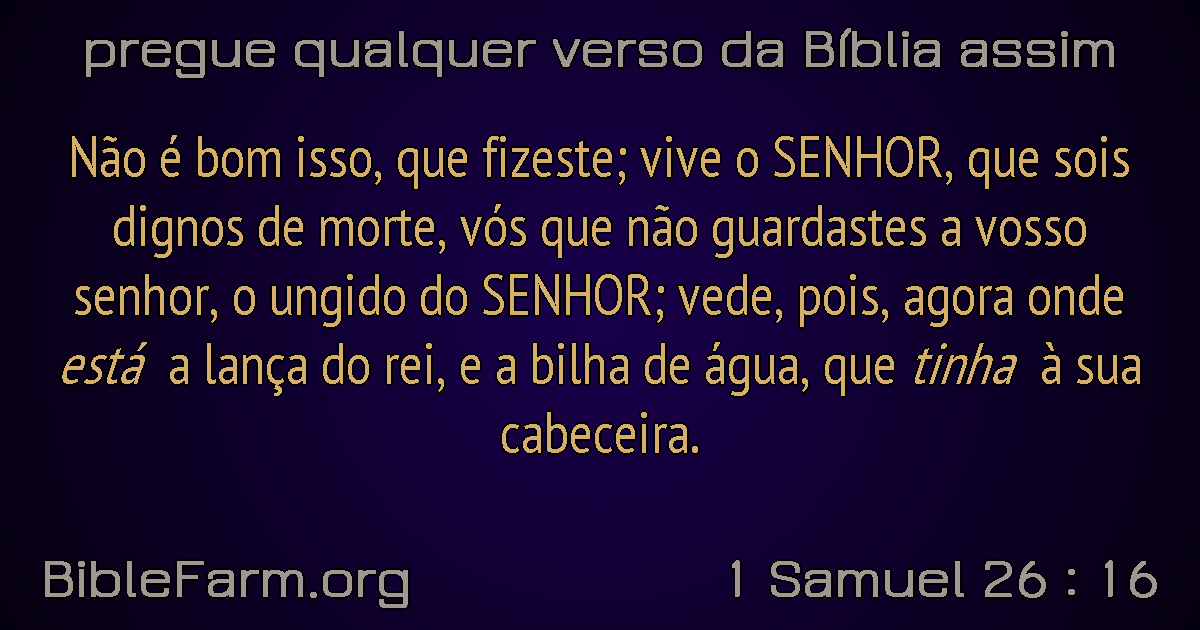 pregue qualquer verso da Bíblia assim
Não é bom isso, que fizeste; vive o SENHOR, que sois
dignos de morte, vós que não guardastes a vosso
senhor, o ungido do SENHOR; vede, pois, agora onde
está a lança do rei, e a bilha de água, que tinha à sua
cabeceira.
BibleFarm.org
1 Samuel 26 : 16